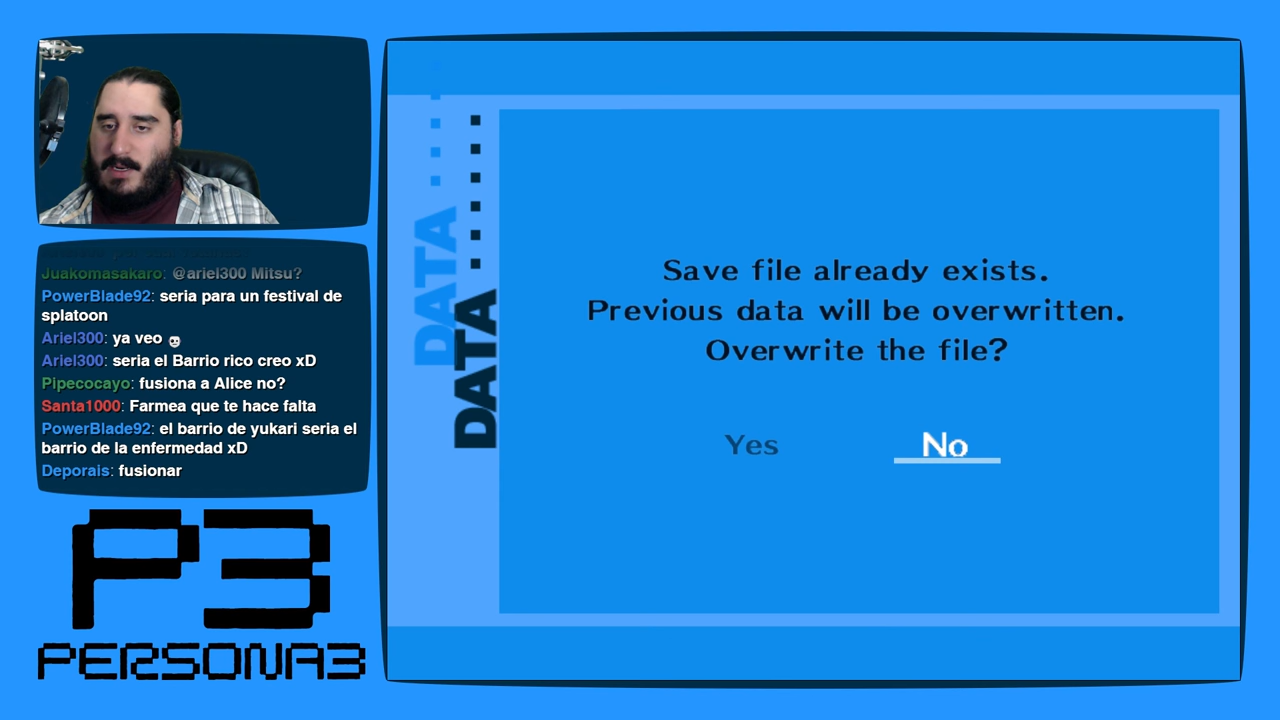 Juakomasakaro: @ariel300 Mitsu?
PowerBlade92: seria para un festival de
splatoon
Ariel300: ya veo
Ariel300: seria el Barrio rico creo xD
Pipecocayo: fusiona a Alice no?
Santa1000: Farmea que te hace falta
PowerBlade92: el barrio de yukari seria el
barrio de la enfermedad xD
Deporais: fusionar
P3
PERSONA3
DATA
DATA
Save file already exists.
Previous data will be overwritten.
Overwrite the file?
Yes No